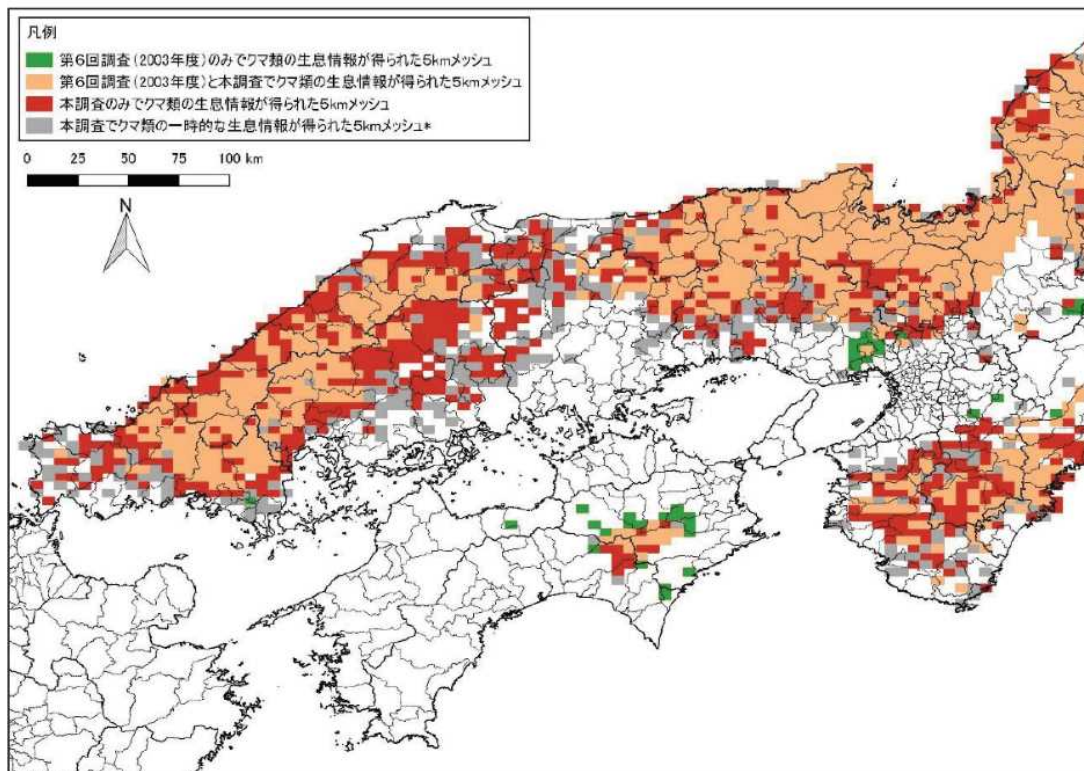 凡例
第6回調査(2003年度)のみでクマ類の生息情報が得られた5kmメッシュ
第6回調査(2003年度)と本調査でクマ類の生息情報が得られた5kmメッシュ
本調査のみでクマ類の生息情報が得られた5kmメッシュ
本調査でクマ類の一時的な生息情報が得られた5kmメッシュ*
0 25 50 75 100 km
N